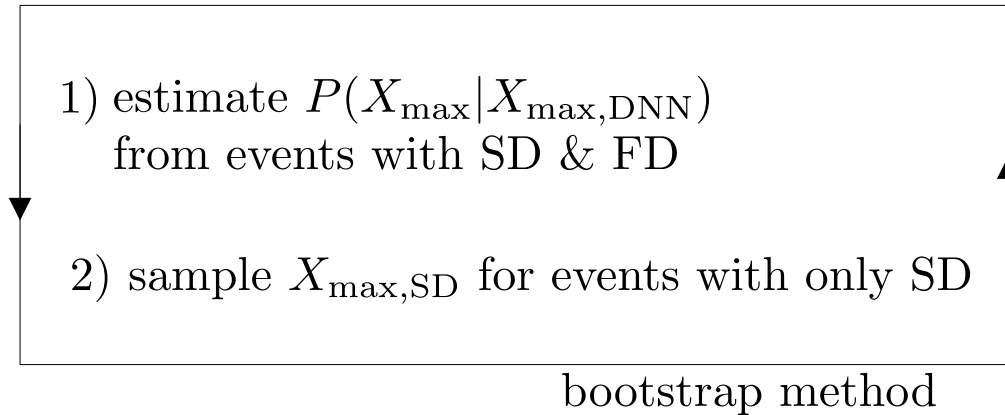 1) estimate P(X_max|X_max,DNN)
from events with SD & FD
2) sample X_max,SD for events with only SD
bootstrap method